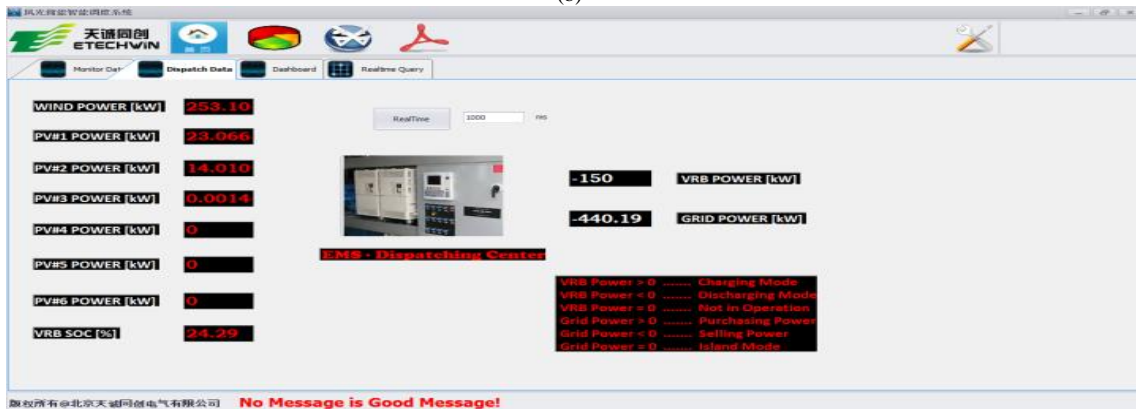 风光储能智能调度系统
天诚同创
ETECHWIN
首页
Monitor Dat
Dispatch Data
Dashboard
Realtime Query
WIND POWER [kW] 253.10
RealTime 1000 ms
PV#1 POWER [kW] 23.066
PV#2 POWER [kW] 14.010
-150 VRB POWER [kW]
PV#3 POWER [kW] 0.0014
-440.19 GRID POWER [kW]
PV#4 POWER [kW] 0
EMS - Dispatching Center
PV#5 POWER [kW] 0
PV#6 POWER [kW] 0
VRB SOC [%] 24.29
VRB Power > 0 ....... Charging Mode
VRB Power < 0 ....... Discharging Mode
VRB Power = 0 ....... Not in Operation
Grid Power > 0 ....... Purchasing Power
Grid Power < 0 ....... Selling Power
Grid Power = 0 ....... Island Mode
版权所有@北京天诚同创电气有限公司 No Message is Good Message!